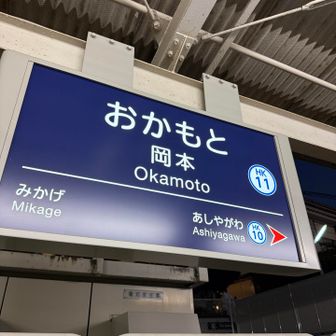 おかもと
岡本
Okamoto
HK
11
みかげ
Mikage
あしやがわ
Ashiyagawa
HK
10